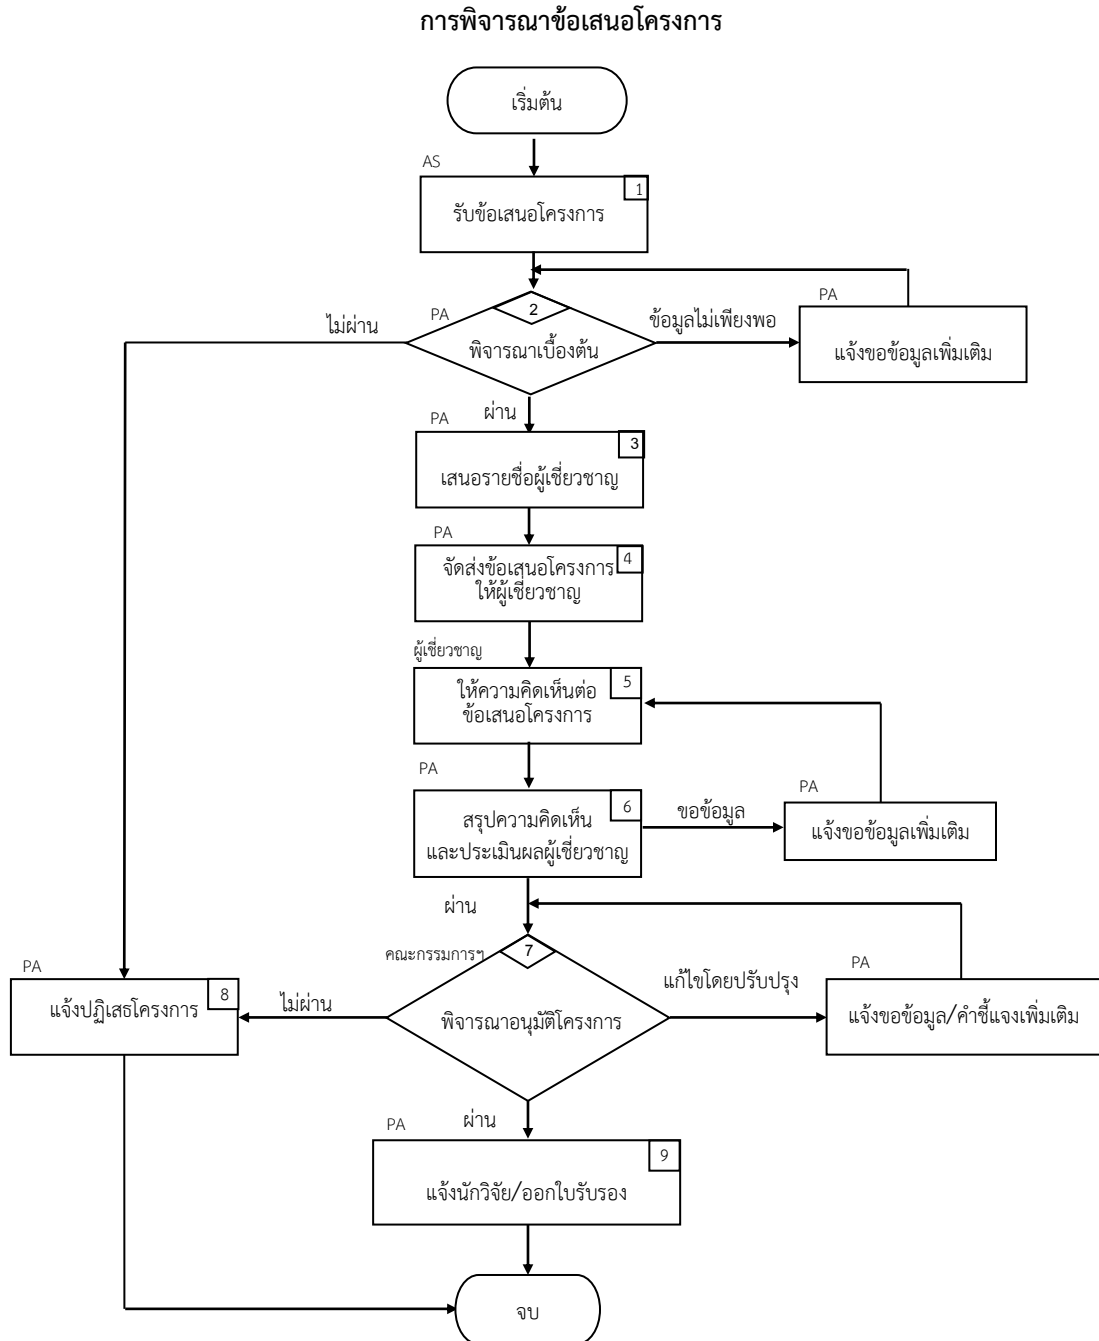 การพิจารณาข้อเสนอโครงการ
เริ่มต้น
AS
1
รับข้อเสนอโครงการ
PA
2
พิจารณาเบื้องต้น
ไม่ผ่าน
ข้อมูลไม่เพียงพอ
PA
แจ้งขอข้อมูลเพิ่มเติม
ผ่าน
PA
3
เสนอรายชื่อผู้เชี่ยวชาญ
PA
4
จัดส่งข้อเสนอโครงการ
ให้ผู้เชี่ยวชาญ
ผู้เชี่ยวชาญ
5
ให้ความคิดเห็นต่อ
ข้อเสนอโครงการ
PA
6
สรุปความคิดเห็น
และประเมินผลผู้เชี่ยวชาญ
ขอข้อมูล
PA
แจ้งขอข้อมูลเพิ่มเติม
ผ่าน
คณะกรรมการฯ
7
พิจารณาอนุมัติโครงการ
แก้ไขโดยปรับปรุง
PA
แจ้งขอข้อมูล/คำชี้แจงเพิ่มเติม
ไม่ผ่าน
PA
8
แจ้งปฏิเสธโครงการ
ผ่าน
PA
9
แจ้งนักวิจัย/ออกใบรับรอง
จบ